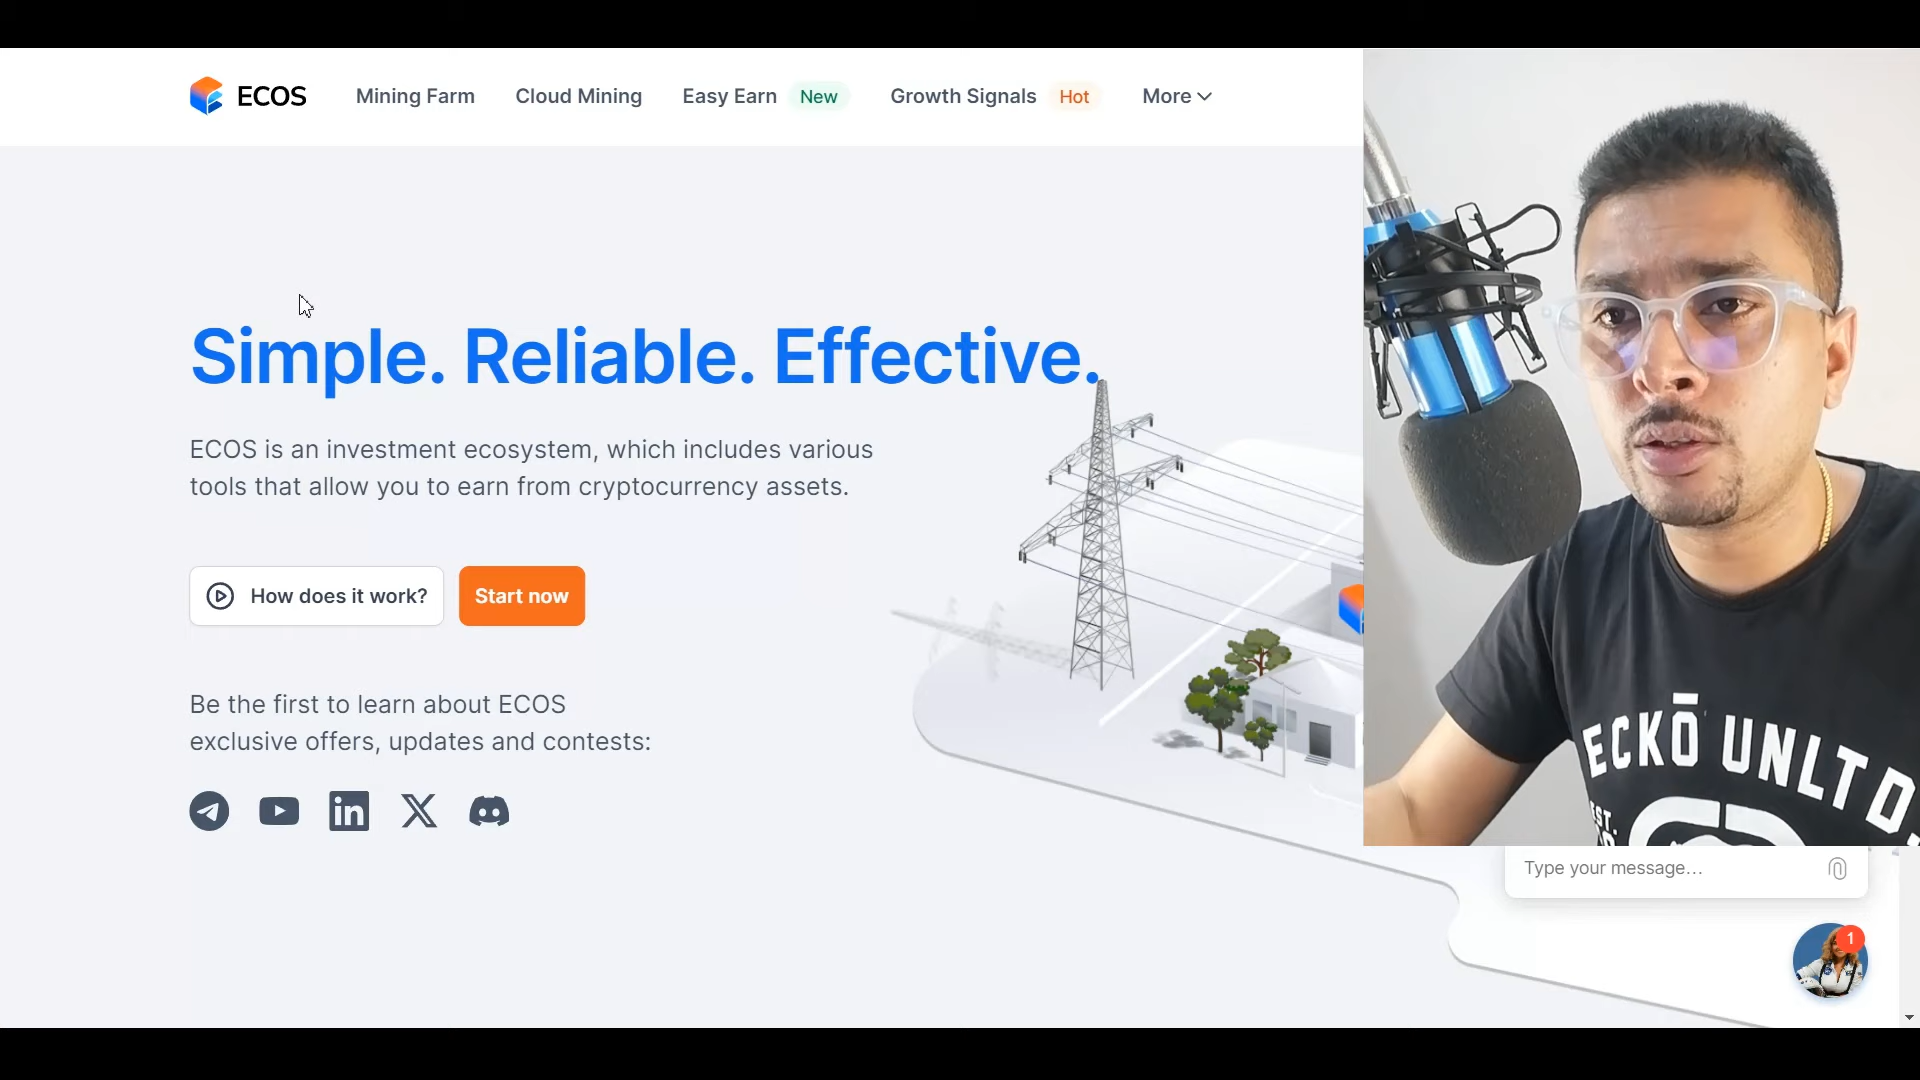 ECOS
Mining Farm
Cloud Mining
Easy Earn New
Growth Signals Hot
More
Simple. Reliable. Effective.
ECOS is an investment ecosystem, which includes various
tools that allow you to earn from cryptocurrency assets.
How does it work?
Start now
Be the first to learn about ECOS
exclusive offers, updates and contests:
in
ECKŌ UNLTD
EST.
Type your message...
1